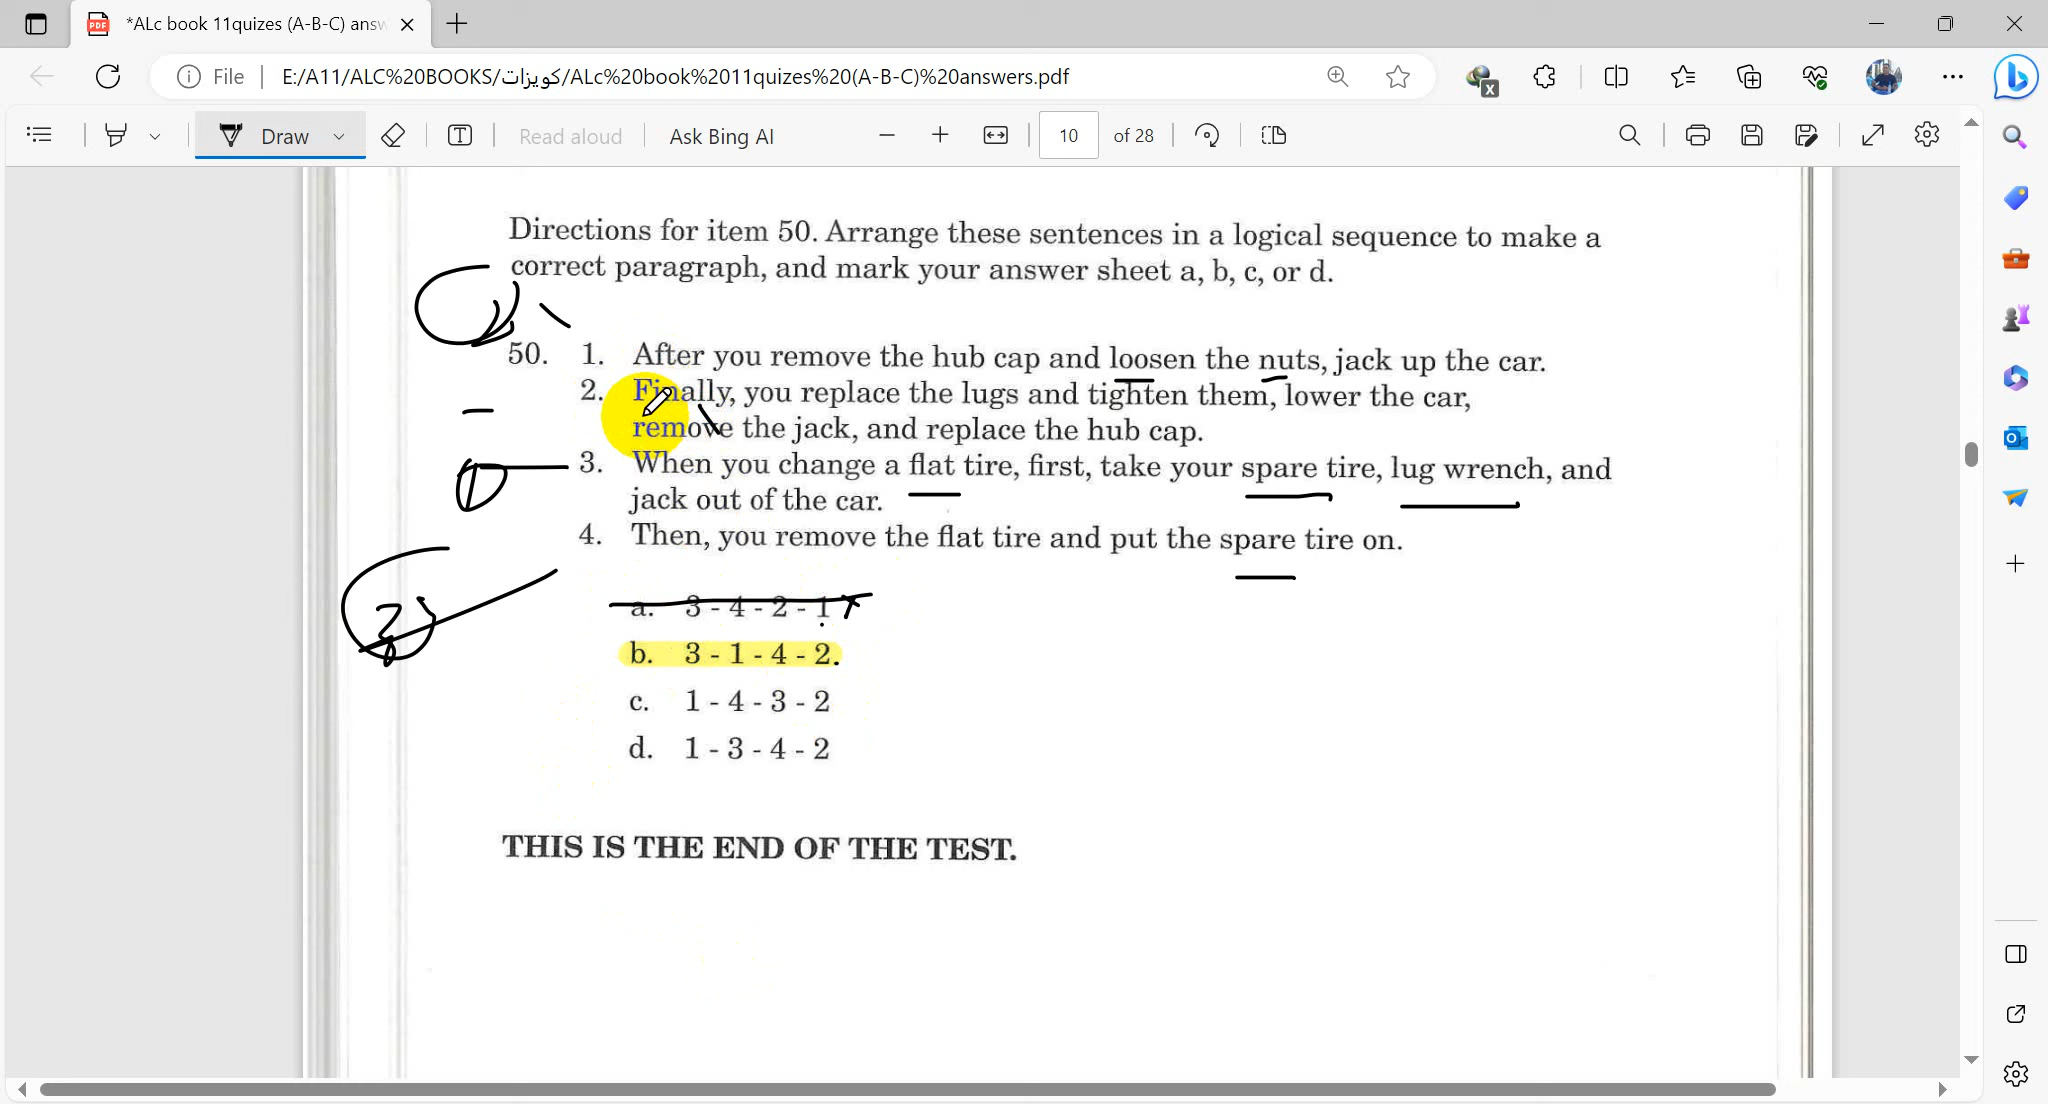 *ALc book 11quizes (A-B-C) answ
File
E:/A11/ALC%20BOOKS/كويزات/ALc%20book%2011quizes%20(A-B-C)%20answers.pdf
Draw
Read aloud
Ask Bing AI
10 of 28
Directions for item 50. Arrange these sentences in a logical sequence to make a
correct paragraph, and mark your answer sheet a, b, c, or d.
50. 1. After you remove the hub cap and loosen the nuts, jack up the car.
2. Finally, you replace the lugs and tighten them, lower the car,
remove the jack, and replace the hub cap.
3. When you change a flat tire, first, take your spare tire, lug wrench, and
jack out of the car.
4. Then, you remove the flat tire and put the spare tire on.
a. 3 - 4 - 2 - 1
b. 3 - 1 - 4 - 2.
c. 1 - 4 - 3 - 2
d. 1 - 3 - 4 - 2
THIS IS THE END OF THE TEST.